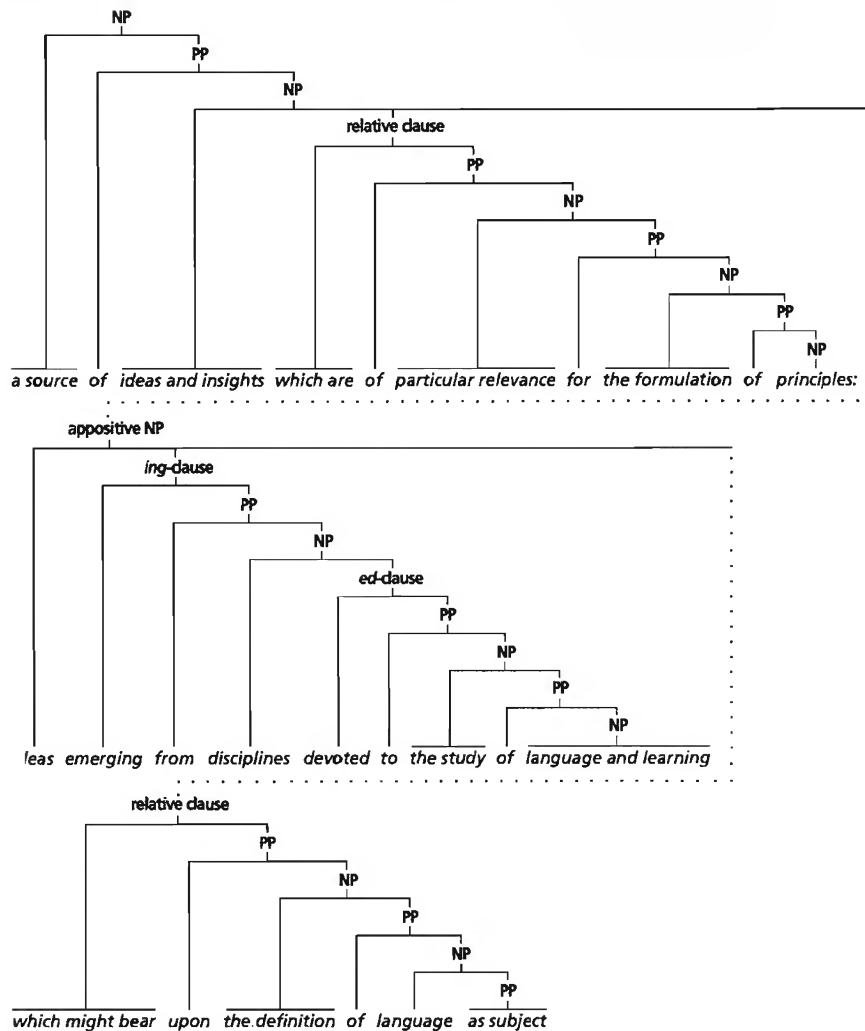 NP
PP
NP
relative clause
PP
NP
PP
NP
PP
NP
a source of ideas and insights which are of particular relevance for the formulation of principles:
appositive NP
ing-clause
PP
NP
ed-clause
PP
NP
PP
NP
leas emerging from disciplines devoted to the study of language and learning
relative clause
PP
NP
PP
NP
PP
which might bear upon the definition of language as subject